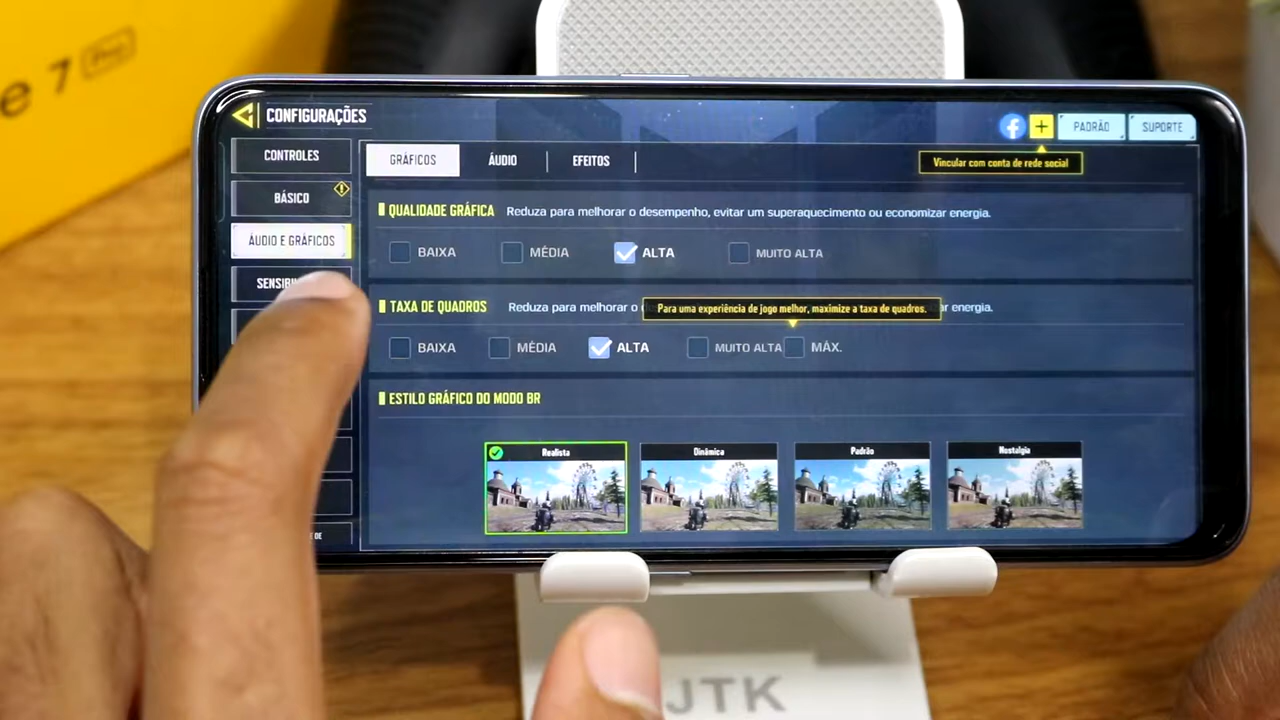 e 7 Pro
CONFIGURAÇÕES
PADRÃO
SUPORTE
CONTROLES
GRÁFICOS
ÁUDIO
EFEITOS
Vincular com conta de rede social
BÁSICO
QUALIDADE GRÁFICA Reduza para melhorar o desempenho, evitar um superaquecimento ou economizar energia.
ÁUDIO E GRÁFICOS
BAIXA
MÉDIA
ALTA
MUITO ALTA
TAXA DE QUADROS Reduza para melhorar o
Para uma experiência de jogo melhor, maximize a taxa de quadros.
energia.
BAIXA
MÉDIA
ALTA
MUITO ALTA
MÁX.
ESTILO GRÁFICO DO MODO BR
Realista
Dinâmica
Padrão
Nostalgia
DE
JTK